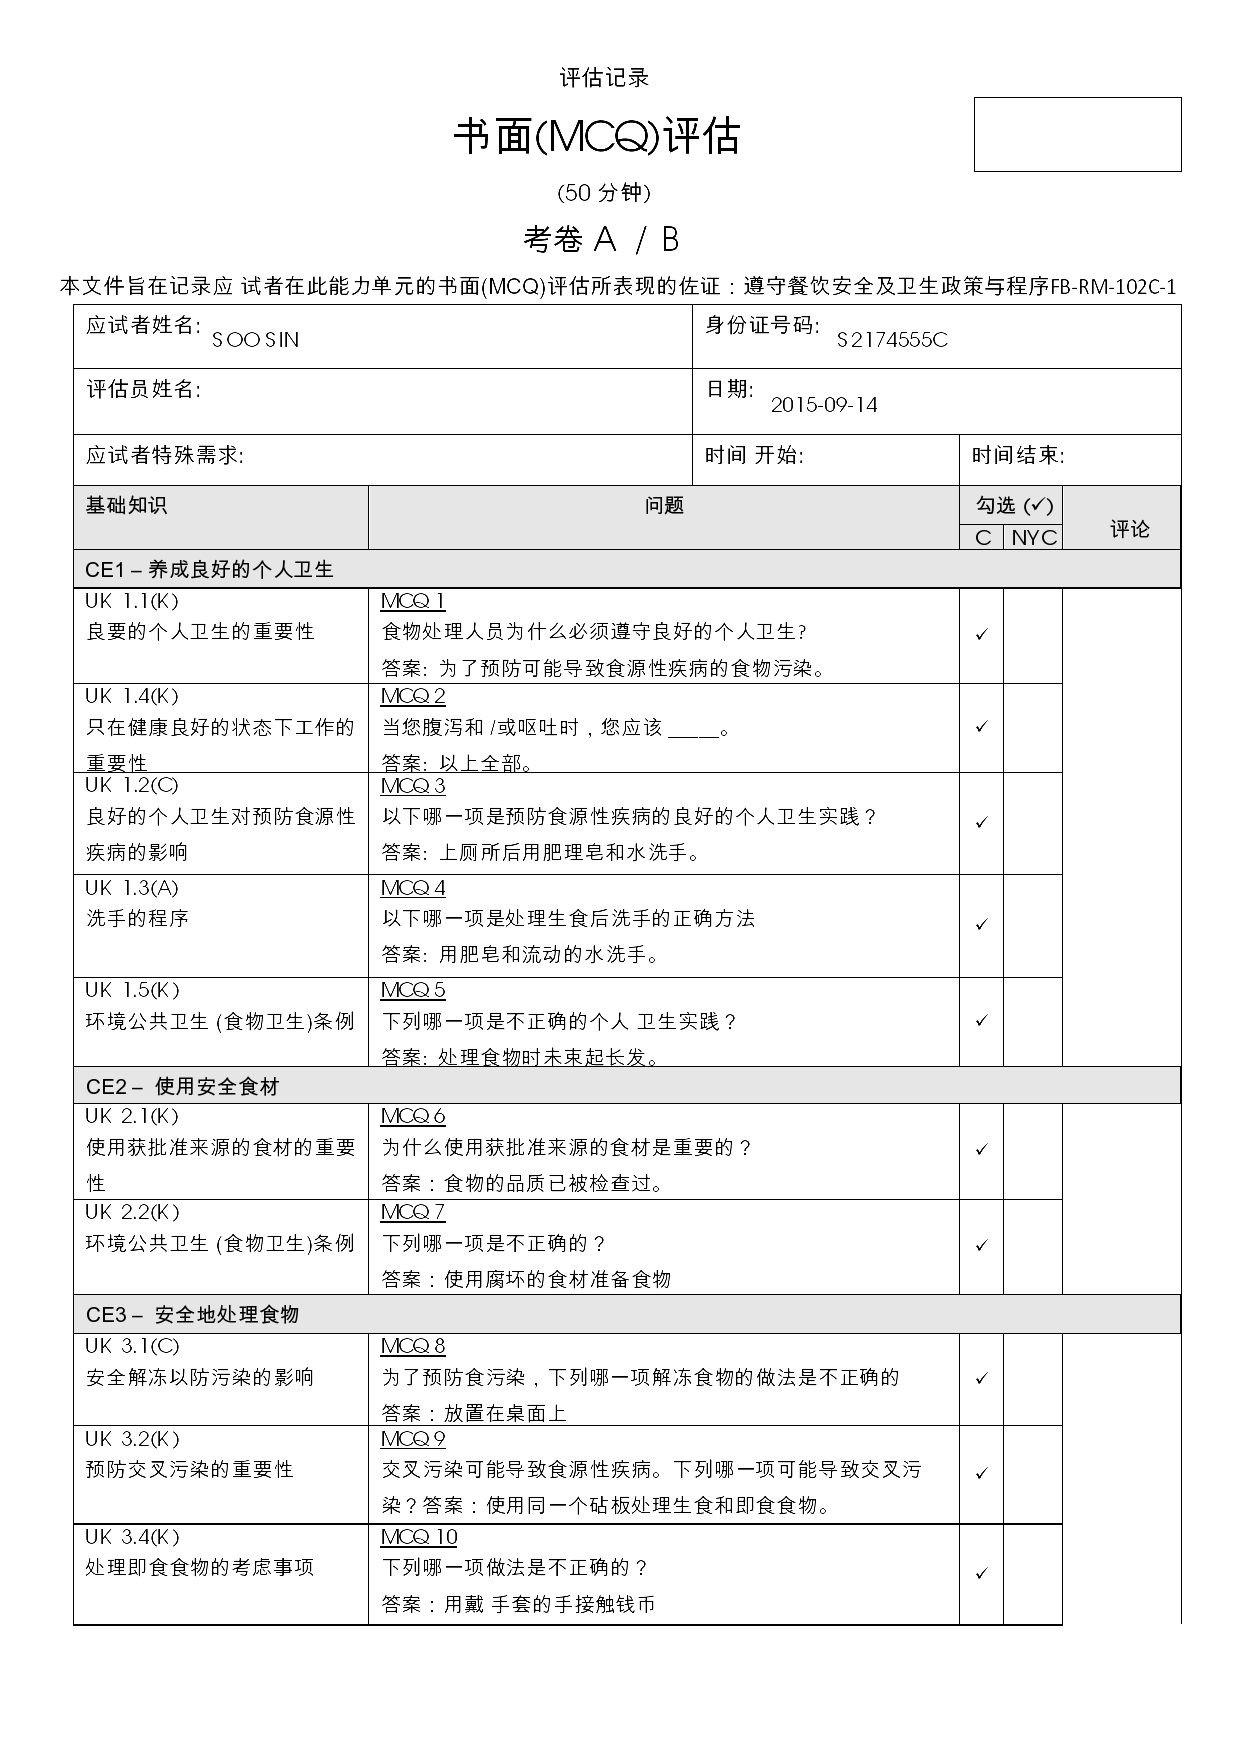 评估记录
书面(MCQ)评估
(50 分钟)
考卷 A / B
本文件旨在记录应 试者在此能力单元的书面(MCQ)评估所表现的佐证：遵守餐饮安全及卫生政策与程序FB-RM-102C-1
应试者姓名: SOO SIN 身份证号码: S2174555C
评估员姓名: 日期: 2015-09-14
应试者特殊需求: 时间 开始: 时间结束:
基础知识 问题 勾选 (✓) 评论
C NYC
CE1 – 养成良好的个人卫生
UK 1.1(K) MCQ 1
良要的个人卫生的重要性 食物处理人员为什么必须遵守良好的个人卫生? ✓
答案: 为了预防可能导致食源性疾病的食物污染。
UK 1.4(K) MCQ 2
只在健康良好的状态下工作的 当您腹泻和 /或呕吐时，您应该 _____。 ✓
重要性 答案: 以上全部。
UK 1.2(C) MCQ 3
良好的个人卫生对预防食源性 以下哪一项是预防食源性疾病的良好的个人卫生实践？ ✓
疾病的影响 答案: 上厕所后用肥理皂和水洗手。
UK 1.3(A) MCQ 4
洗手的程序 以下哪一项是处理生食后洗手的正确方法 ✓
答案: 用肥皂和流动的水洗手。
UK 1.5(K) MCQ 5
环境公共卫生 (食物卫生)条例 下列哪一项是不正确的个人 卫生实践？ ✓
答案: 处理食物时未束起长发。
CE2 – 使用安全食材
UK 2.1(K) MCQ 6
使用获批准来源的食材的重要 为什么使用获批准来源的食材是重要的？ ✓
性 答案：食物的品质已被检查过。
UK 2.2(K) MCQ 7
环境公共卫生 (食物卫生)条例 下列哪一项是不正确的？ ✓
答案：使用腐坏的食材准备食物
CE3 – 安全地处理食物
UK 3.1(C) MCQ 8
安全解冻以防污染的影响 为了预防食污染，下列哪一项解冻食物的做法是不正确的 ✓
答案：放置在桌面上
UK 3.2(K) MCQ 9
预防交叉污染的重要性 交叉污染可能导致食源性疾病。下列哪一项可能导致交叉污 ✓
染？答案：使用同一个砧板处理生食和即食食物。
UK 3.4(K) MCQ 10
处理即食食物的考虑事项 下列哪一项做法是不正确的？ ✓
答案：用戴 手套的手接触钱币